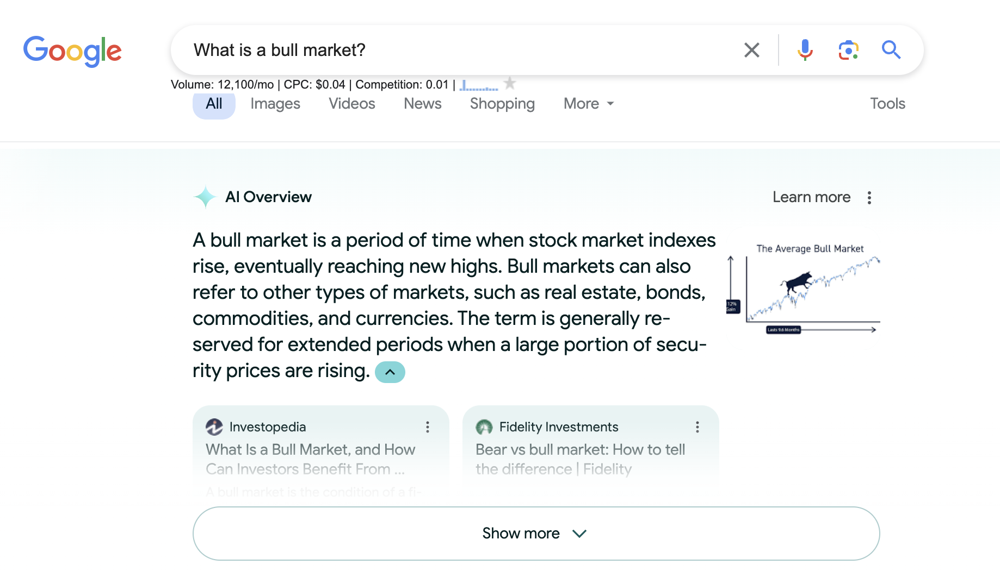 Google
What is a bull market?
Volume: 12,100/mo | CPC: $0.04 | Competition: 0.01 |
All Images Videos News Shopping More Tools
AI Overview
Learn more
A bull market is a period of time when stock market indexes
rise, eventually reaching new highs. Bull markets can also
refer to other types of markets, such as real estate, bonds,
commodities, and currencies. The term is generally re-
served for extended periods when a large portion of secu-
rity prices are rising.
The Average Bull Market
12%
Gain
Lasts 9.6 Months
Investopedia
What Is a Bull Market, and How
Can Investors Benefit From ...
A bull market is the condition of a fi-
Fidelity Investments
Bear vs bull market: How to tell
the difference | Fidelity
Show more